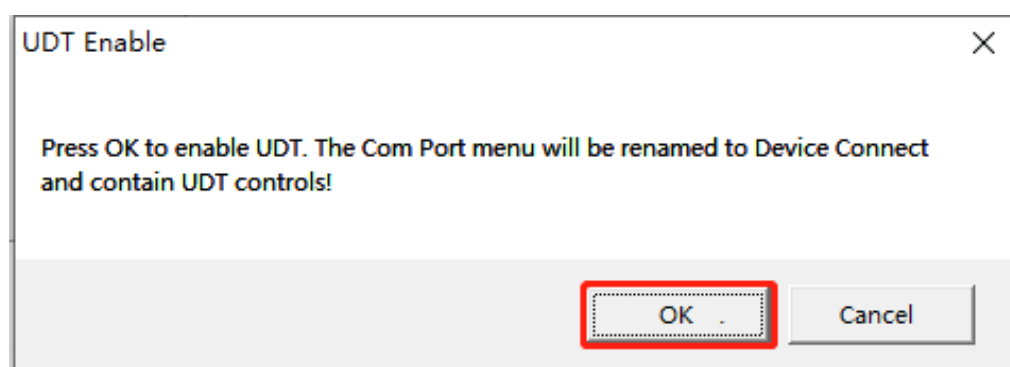 UDT Enable
Press OK to enable UDT. The Com Port menu will be renamed to Device Connect
and contain UDT controls!
OK .
Cancel